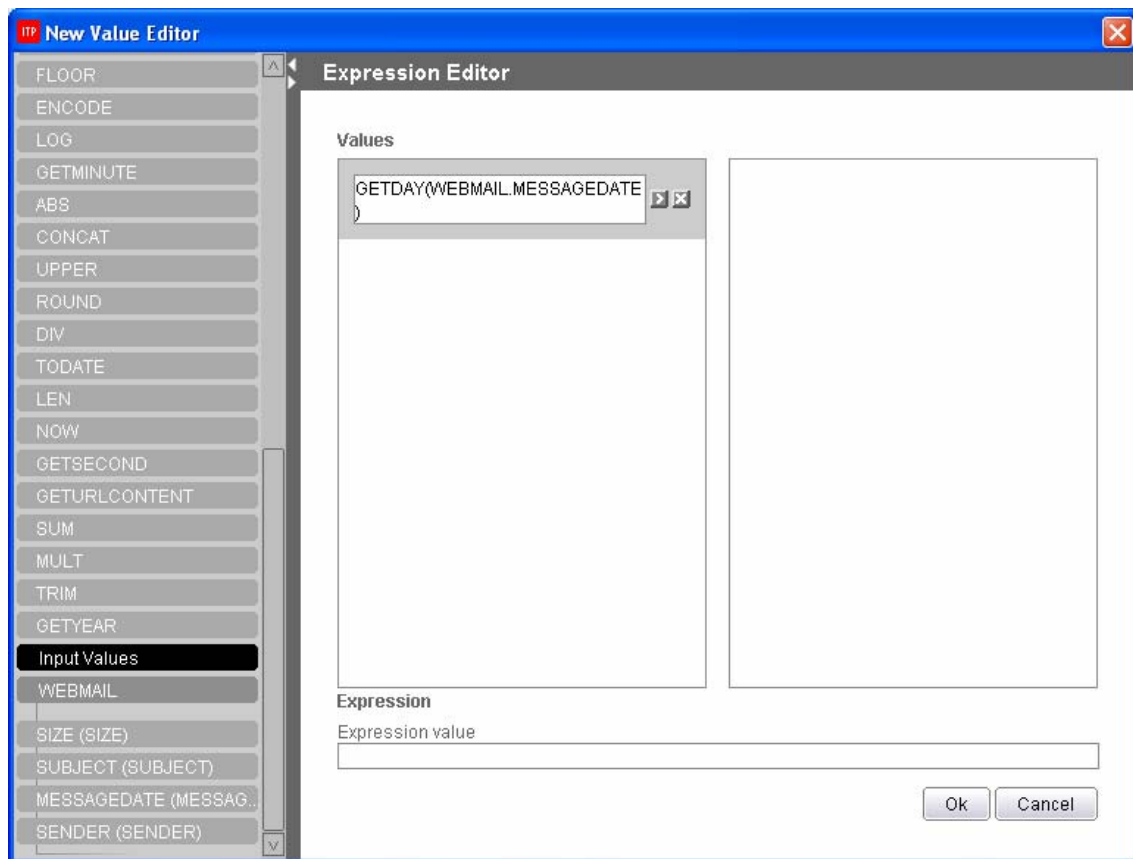 ITP New Value Editor
FLOOR
ENCODE
LOG
GETMINUTE
ABS
CONCAT
UPPER
ROUND
DIV
TODATE
LEN
NOW
GETSECOND
GETURLCONTENT
SUM
MULT
TRIM
GETYEAR
Input Values
WEBMAIL
SIZE (SIZE)
SUBJECT (SUBJECT)
MESSAGEDATE (MESSAG...
SENDER (SENDER)
Expression Editor
Values
GETDAY(WEBMAIL.MESSAGEDATE
)
Expression
Expression value
Ok Cancel